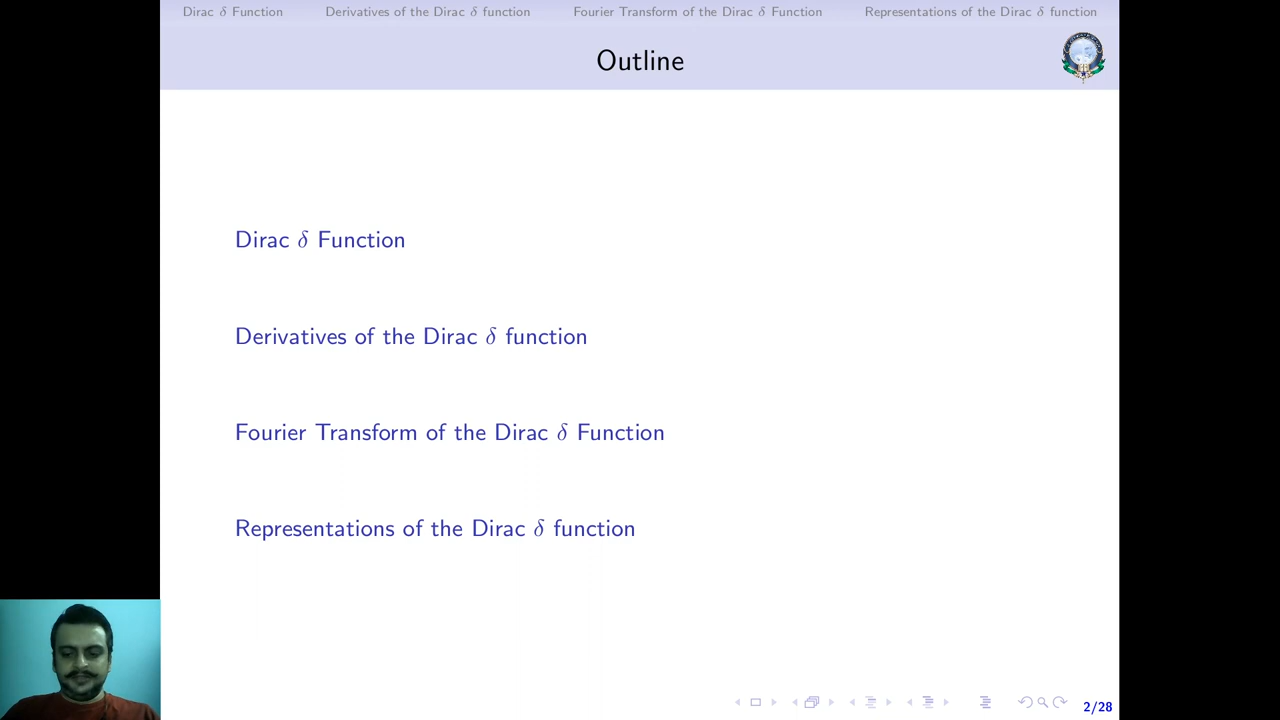 Dirac δ Function Derivatives of the Dirac δ function Fourier Transform of the Dirac δ Function Representations of the Dirac δ function
Outline
Dirac δ Function
Derivatives of the Dirac δ function
Fourier Transform of the Dirac δ Function
Representations of the Dirac δ function
2/28